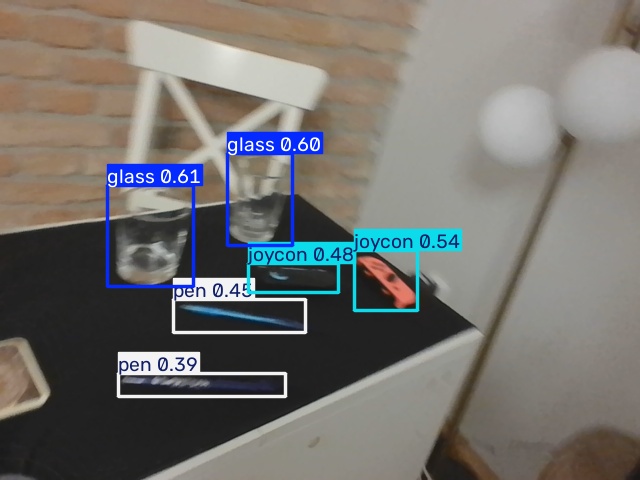 glass 0.60
glass 0.61
joycon 0.54
joycon 0.48
pen 0.45
pen 0.39